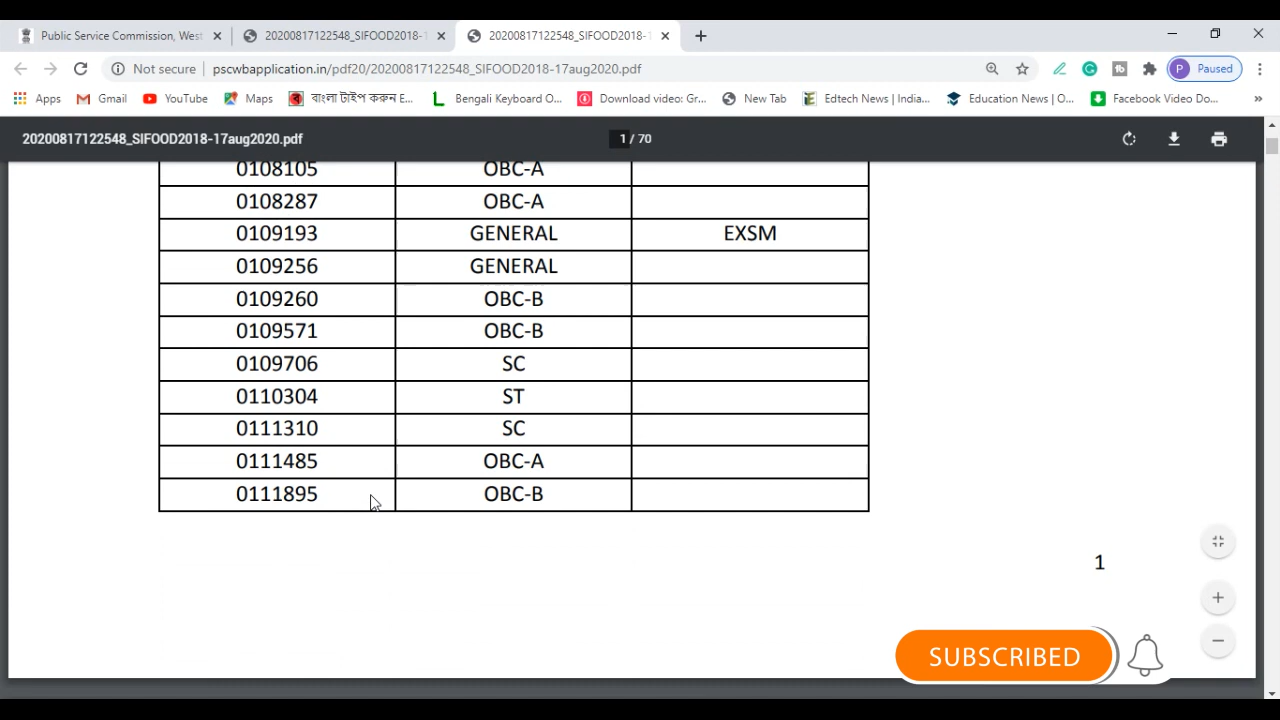 Public Service Commission, West
20200817122548_SIFOOD2018-1
20200817122548_SIFOOD2018-1
Not secure
pscwbapplication.in/pdf20/20200817122548_SIFOOD2018-17aug2020.pdf
P Paused
Apps Gmail YouTube Maps বাংলা টাইপ করুন E... Bengali Keyboard O... Download video: Gr... New Tab Edtech News | India... Education News | O... Facebook Video Do... »
20200817122548_SIFOOD2018-17aug2020.pdf 1 / 70
0108105 OBC-A
0108287 OBC-A
0109193 GENERAL EXSM
0109256 GENERAL
0109260 OBC-B
0109571 OBC-B
0109706 SC
0110304 ST
0111310 SC
0111485 OBC-A
0111895 OBC-B
1
SUBSCRIBED